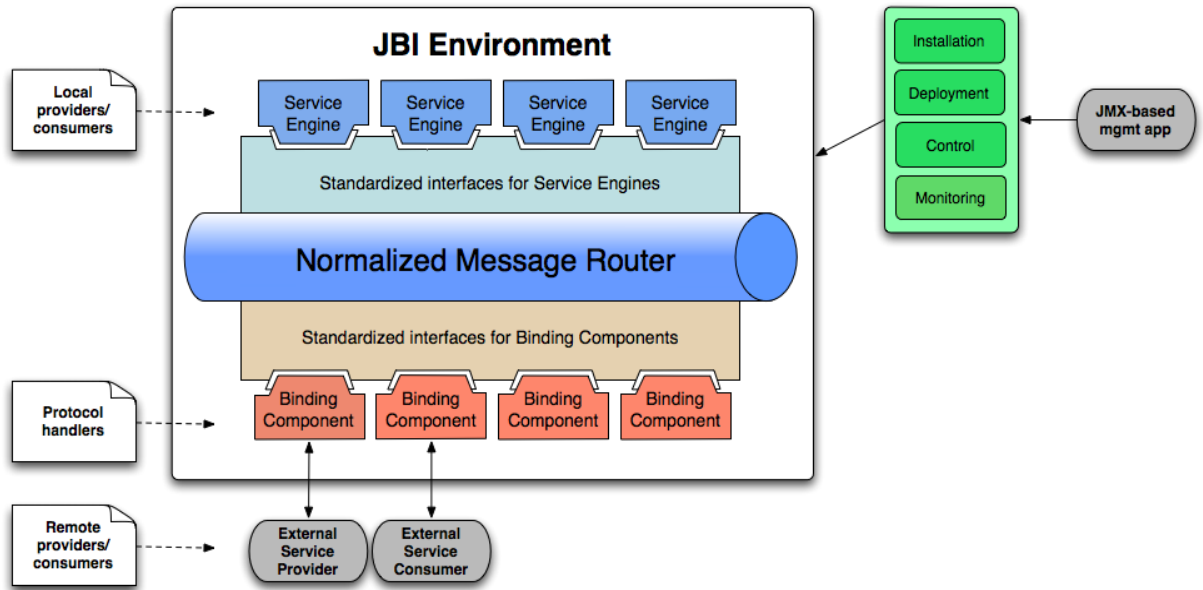 JBI Environment
Local
providers/
consumers
Service
Engine
Service
Engine
Service
Engine
Service
Engine
Standardized interfaces for Service Engines
Normalized Message Router
Standardized interfaces for Binding Components
Protocol
handlers
Binding
Component
Binding
Component
Binding
Component
Binding
Component
Remote
providers/
consumers
External
Service
Provider
External
Service
Consumer
Installation
Deployment
Control
Monitoring
JMX-based
mgmt app